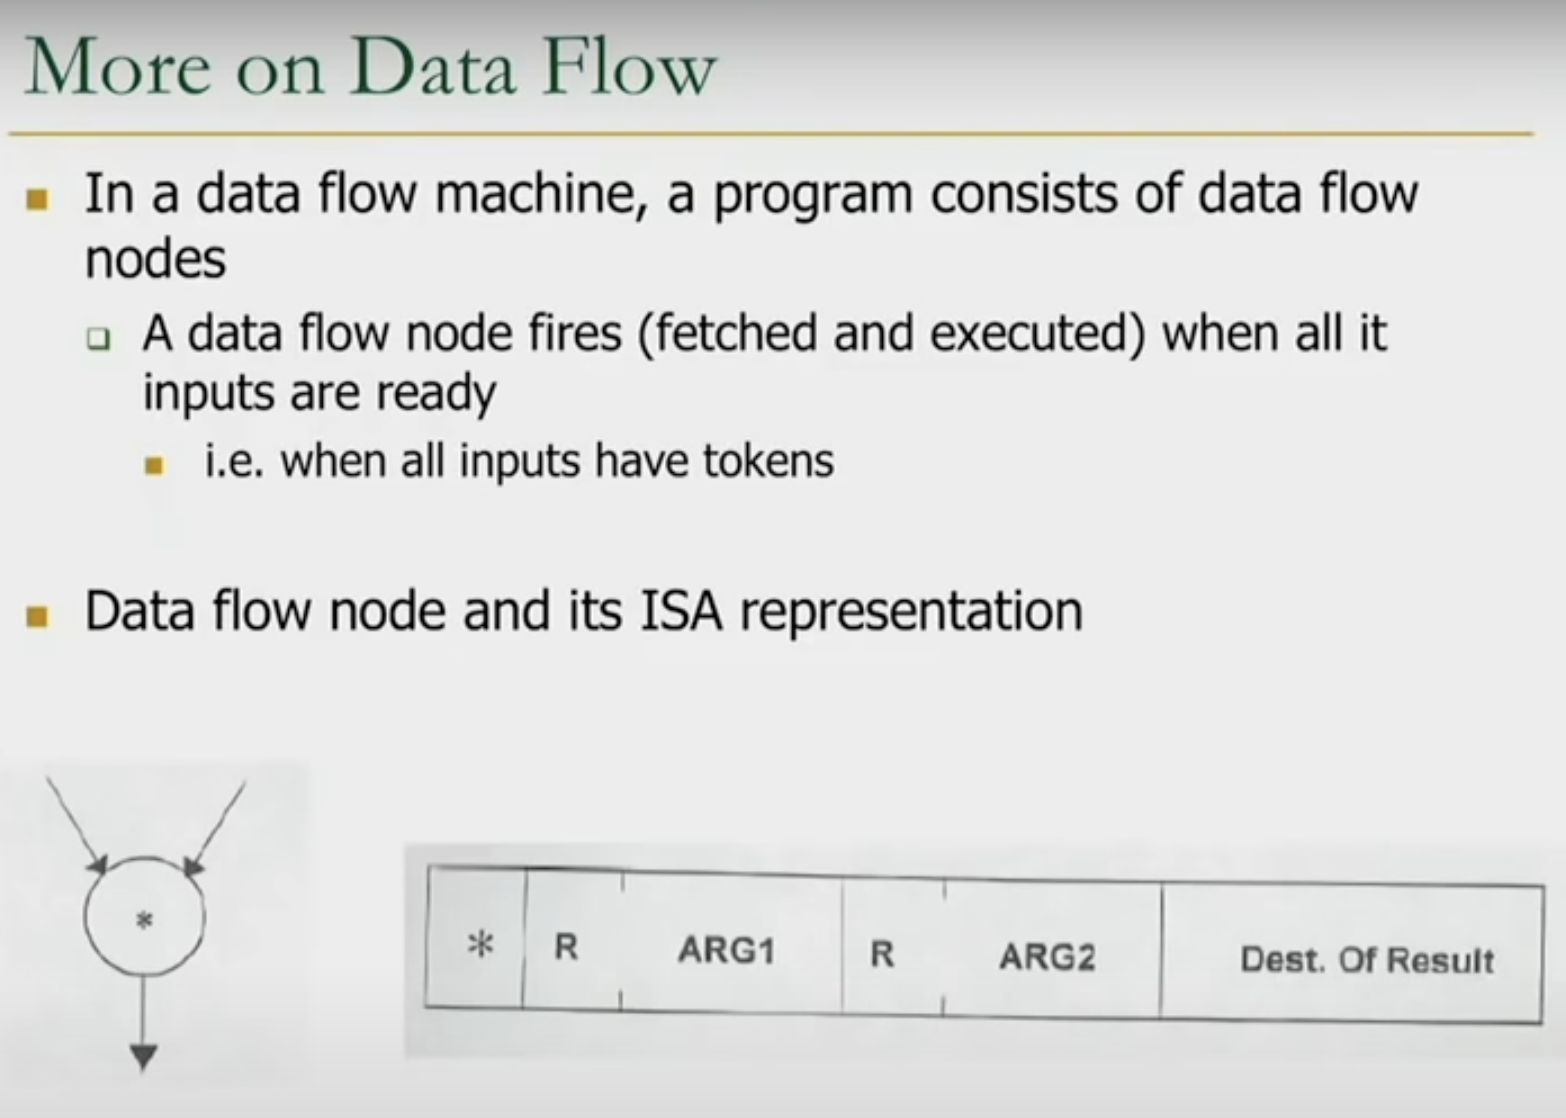 More on Data Flow
In a data flow machine, a program consists of data flow
nodes
A data flow node fires (fetched and executed) when all it
inputs are ready
i.e. when all inputs have tokens
Data flow node and its ISA representation
*
* R ARG1 R ARG2 Dest. Of Result